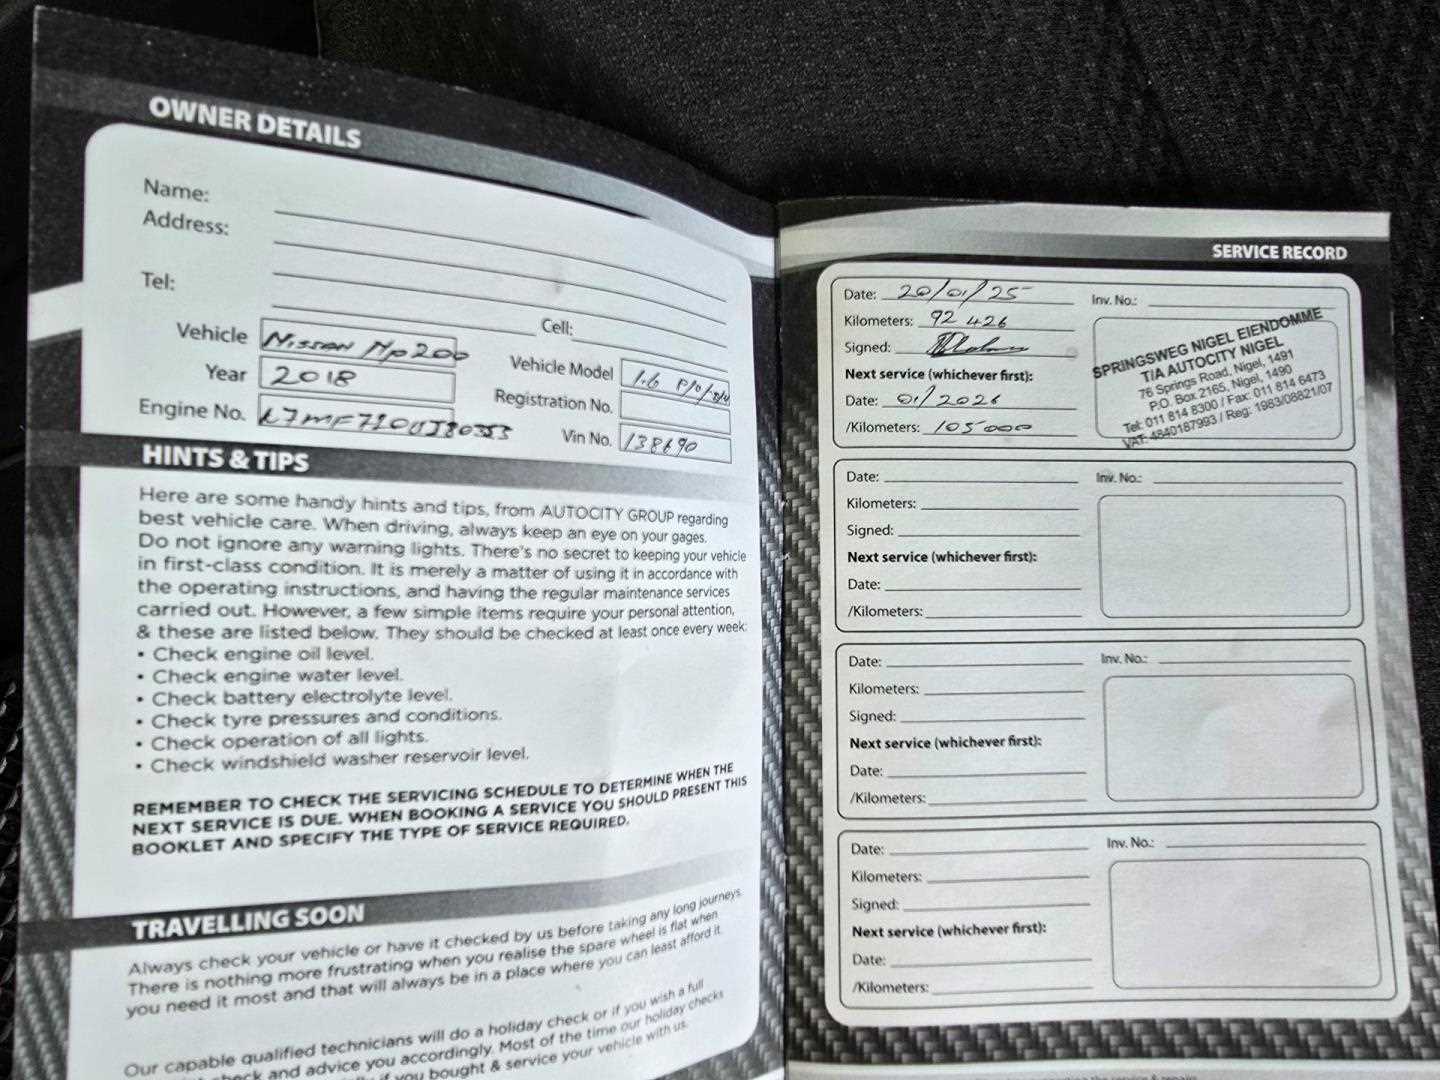 OWNER DETAILS
Name:
Address:
Tel:
Cell:
Vehicle Nissan Np200
Vehicle Model 1.6
Year 2018
Registration No.
Engine No.
Vin No. 138690
HINTS & TIPS
Here are some handy hints and tips, from AUTOCITY GROUP regarding
best vehicle care. When driving, always keep an eye on your gages.
Do not ignore any warning lights. There's no secret to keeping your vehicle
in first-class condition. It is merely a matter of using it in accordance with
the operating instructions, and having the regular maintenance services
carried out. However, a few simple items require your personal attention,
& these are listed below. They should be checked at least once every week:
• Check engine oil level.
• Check engine water level.
• Check battery electrolyte level.
• Check tyre pressures and conditions.
• Check operation of all lights.
• Check windshield washer reservoir level.
REMEMBER TO CHECK THE SERVICING SCHEDULE TO DETERMINE WHEN THE
NEXT SERVICE IS DUE. WHEN BOOKING A SERVICE YOU SHOULD PRESENT THIS
BOOKLET AND SPECIFY THE TYPE OF SERVICE REQUIRED.
TRAVELLING SOON
Always check your vehicle or have it checked by us before taking any long journeys.
There is nothing more frustrating when you realise the spare wheel is flat when
you need it most and that will always be in a place where you can least afford it.
Our capable qualified technicians will do a holiday check or if you wish a full
check and advice you accordingly. Most of the time our holiday checks
if you bought & service your vehicle with us.
SERVICE RECORD
Date: 20/01/25
Inv. No.:
Kilometers: 92 426
Signed:
Next service (whichever first):
Date: 01/2026
/Kilometers: 105000
SPRINGSWEG NIGEL EIENDOMME
T/A AUTOCITY NIGEL
76 Springs Road, Nigel, 1491
P.O. Box 2165, Nigel, 1490
Tel: 011 814 8300 / Fax: 011 814 6473
VAT: 4840187993 / Reg: 1983/08821/07
Date:
Inv. No.:
Kilometers:
Signed:
Next service (whichever first):
Date:
/Kilometers:
Date:
Inv. No.:
Kilometers:
Signed:
Next service (whichever first):
Date:
/Kilometers:
Date:
Inv. No.:
Kilometers:
Signed:
Next service (whichever first):
Date:
/Kilometers: